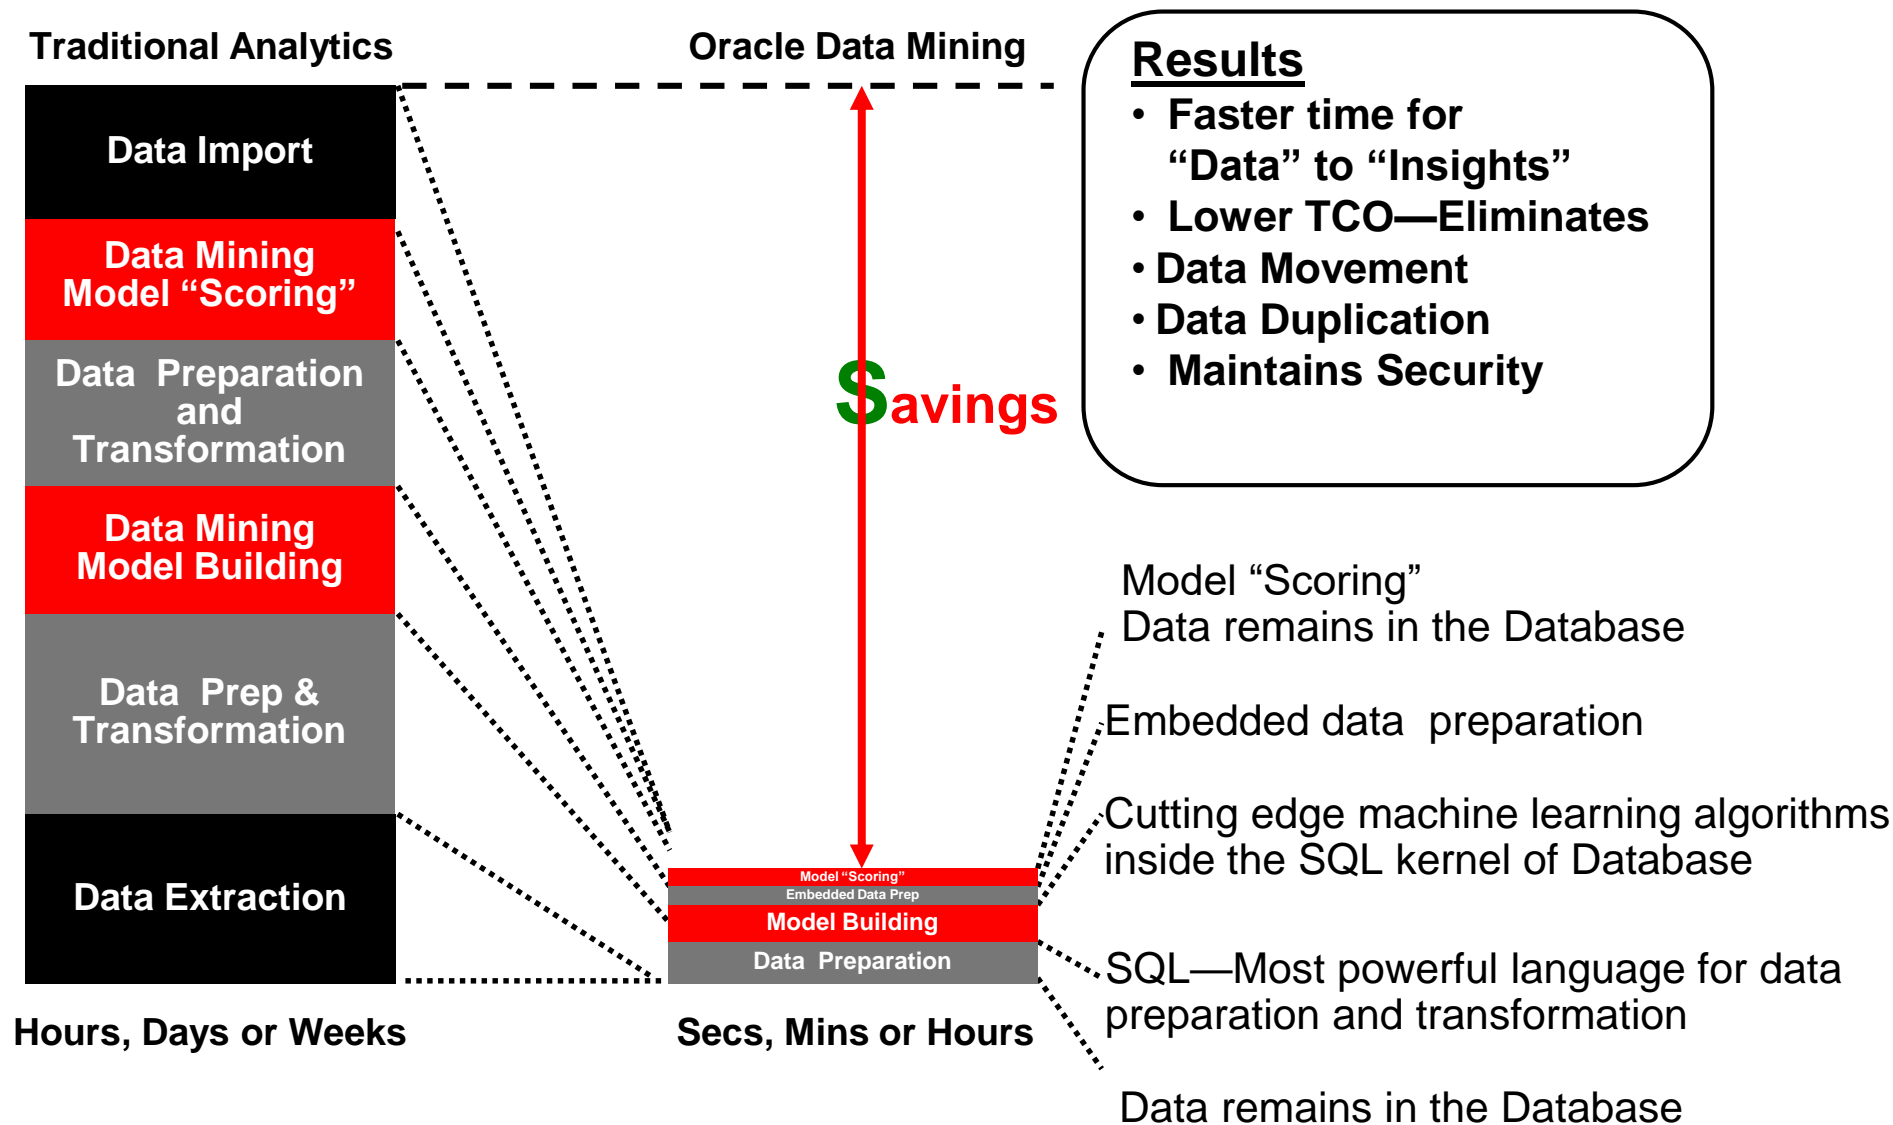 Traditional Analytics
Data Import
Data Mining
Model “Scoring”
Data Preparation
and
Transformation
Data Mining
Model Building
Data Prep &
Transformation
Data Extraction
Hours, Days or Weeks
Oracle Data Mining
$avings
Model “Scoring”
Embedded Data Prep
Model Building
Data Preparation
Secs, Mins or Hours
Results
• Faster time for
“Data” to “Insights”
• Lower TCO—Eliminates
• Data Movement
• Data Duplication
• Maintains Security
Model “Scoring”
Data remains in the Database
Embedded data preparation
Cutting edge machine learning algorithms
inside the SQL kernel of Database
SQL—Most powerful language for data
preparation and transformation
Data remains in the Database